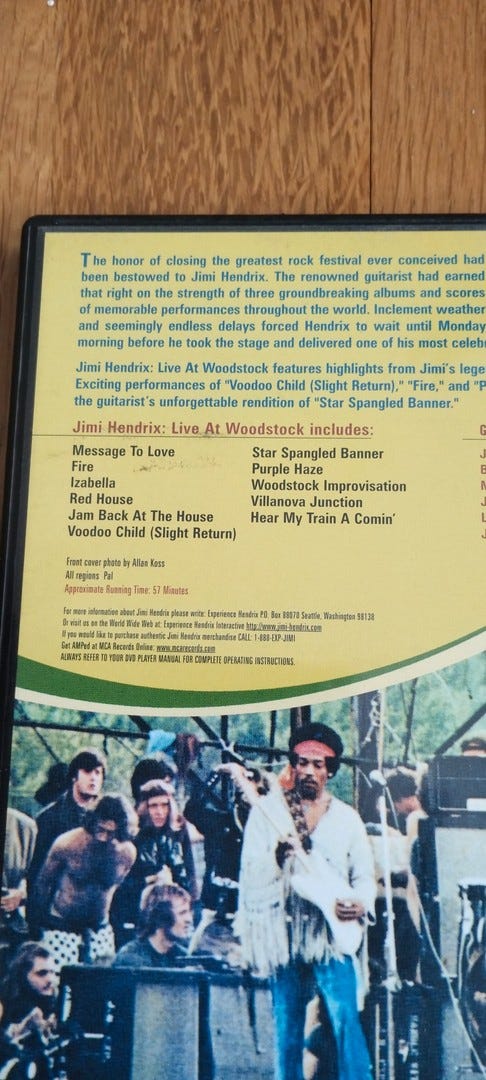 The honor of closing the greatest rock festival ever conceived had
been bestowed to Jimi Hendrix. The renowned guitarist had earned
that right on the strength of three groundbreaking albums and scores
of memorable performances throughout the world. Inclement weather
and seemingly endless delays forced Hendrix to wait until Monday
morning before he took the stage and delivered one of his most celeb
Jimi Hendrix: Live At Woodstock features highlights from Jimi's lege
Exciting performances of "Voodoo Child (Slight Return)," "Fire," and "P
the guitarist's unforgettable rendition of "Star Spangled Banner."
Jimi Hendrix: Live At Woodstock includes:
Message To Love
Fire
Izabella
Red House
Jam Back At The House
Voodoo Child (Slight Return)
Star Spangled Banner
Purple Haze
Woodstock Improvisation
Villanova Junction
Hear My Train A Comin'
Front cover photo by Allan Koss
All regions Pal
Approximate Running Time: 57 Minutes
For more information about Jimi Hendrix please write: Experience Hendrix P.O. Box 88070 Seattle, Washington 98138
Or visit us on the World Wide Web at: Experience Hendrix Interactive http://www.jimi-hendrix.com
If you would like to purchase authentic Jimi Hendrix merchandise CALL: 1-888-EXP-JIMI
Get AMPed at MCA Records Online: www.mcarecords.com
ALWAYS REFER TO YOUR DVD PLAYER MANUAL FOR COMPLETE OPERATING INSTRUCTIONS.